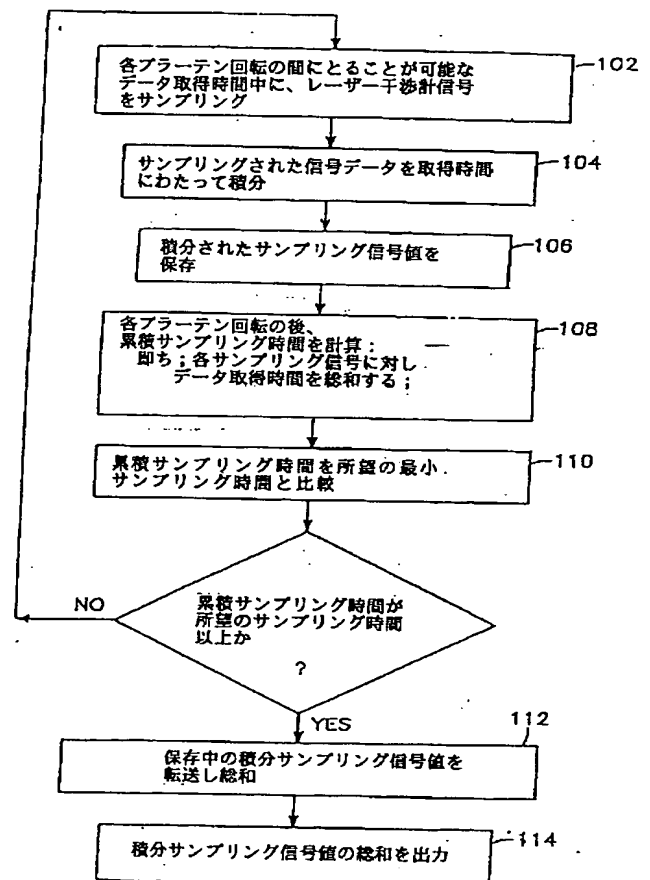 各プラーテン回転の間にとることが可能な
データ取得時間中に、レーザー干渉計信号
をサンプリング
102
サンプリングされた信号データを取得時間
にわたって積分
104
積分されたサンプリング信号値を
保存
106
各プラーテン回転の後、
累積サンプリング時間を計算:
即ち;各サンプリング信号に対し
データ取得時間を総和する;
108
累積サンプリング時間を所望の最小
サンプリング時間と比較
110
NO
累積サンプリング時間が
所望のサンプリング時間
以上か
?
YES
112
保存中の積分サンプリング信号値を
転送し総和
積分サンプリング信号値の総和を出力
114